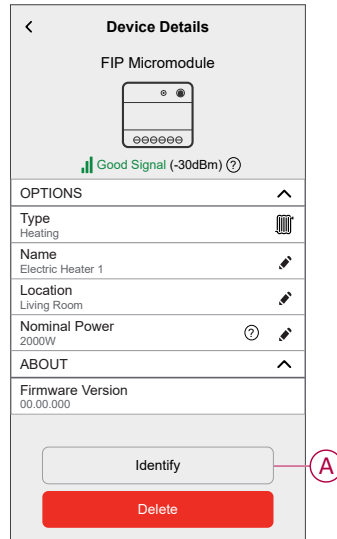 Device Details
FIP Micromodule
Good Signal (-30dBm) ?
OPTIONS
Type
Heating
Name
Electric Heater 1
Location
Living Room
Nominal Power
2000W
?
ABOUT
Firmware Version
00.00.000
Identify
A
Delete